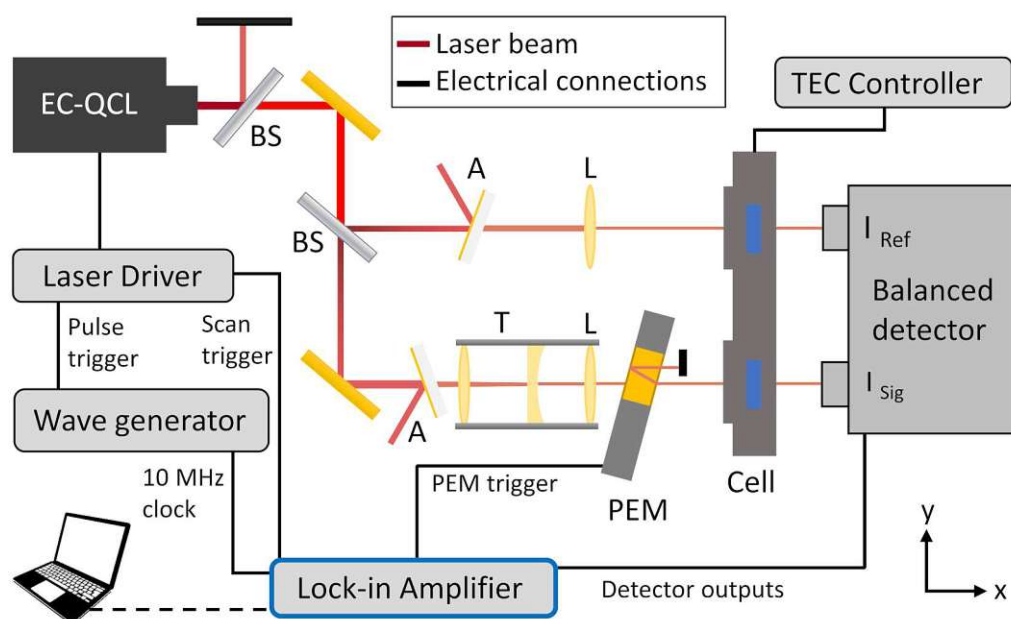 Laser beam
Electrical connections
TEC Controller
EC-QCL
BS
A
L
BS
I Ref
Laser Driver
Balanced
detector
Pulse
trigger
Scan
trigger
T
L
I Sig
Wave generator
A
10 MHz
clock
PEM trigger
PEM
Cell
y
x
Lock-in Amplifier
Detector outputs